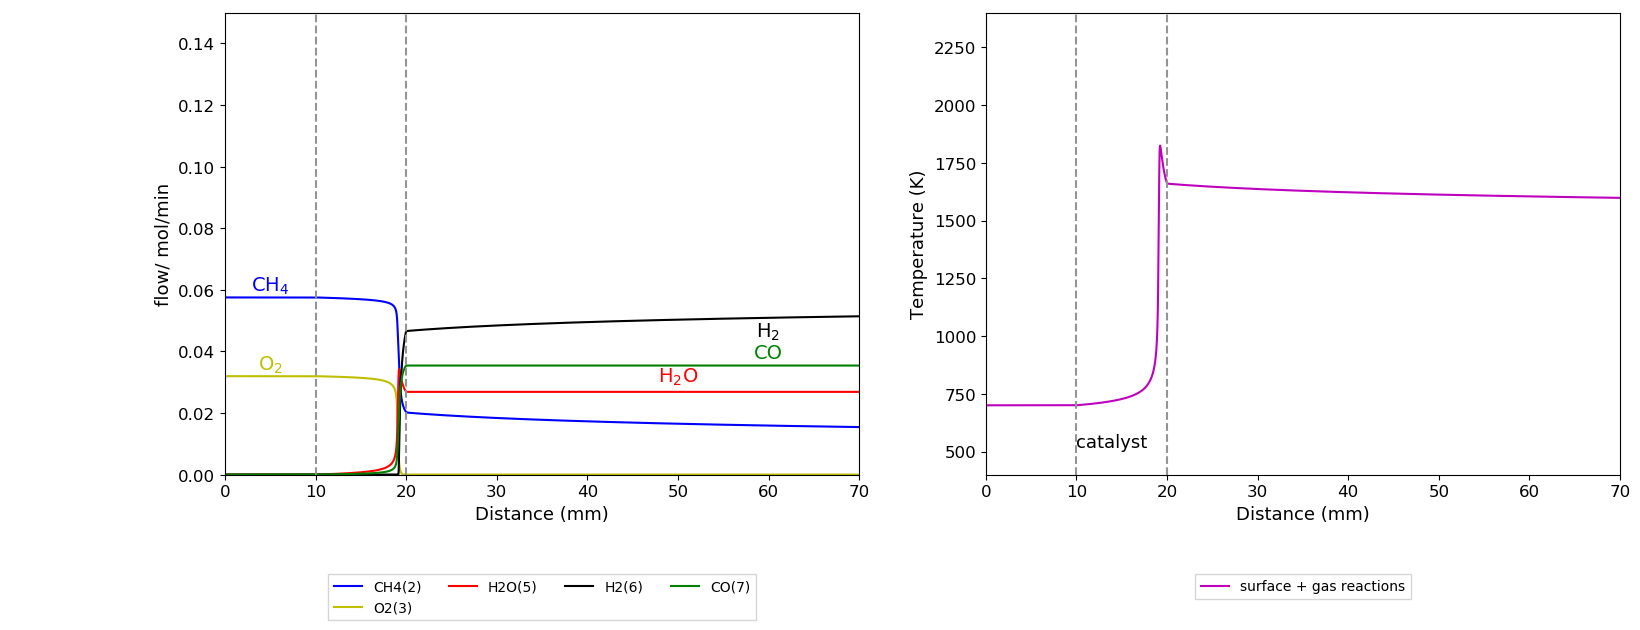 0.14
0.12
0.10
0.08
0.06
0.04
0.02
0.00
flow/ mol/min
CH4
O2
H2
CO
H2O
0 10 20 30 40 50 60 70
Distance (mm)
CH4(2) H2O(5) H2(6) CO(7)
O2(3)
2250
2000
1750
1500
1250
1000
750
500
Temperature (K)
catalyst
0 10 20 30 40 50 60 70
Distance (mm)
surface + gas reactions